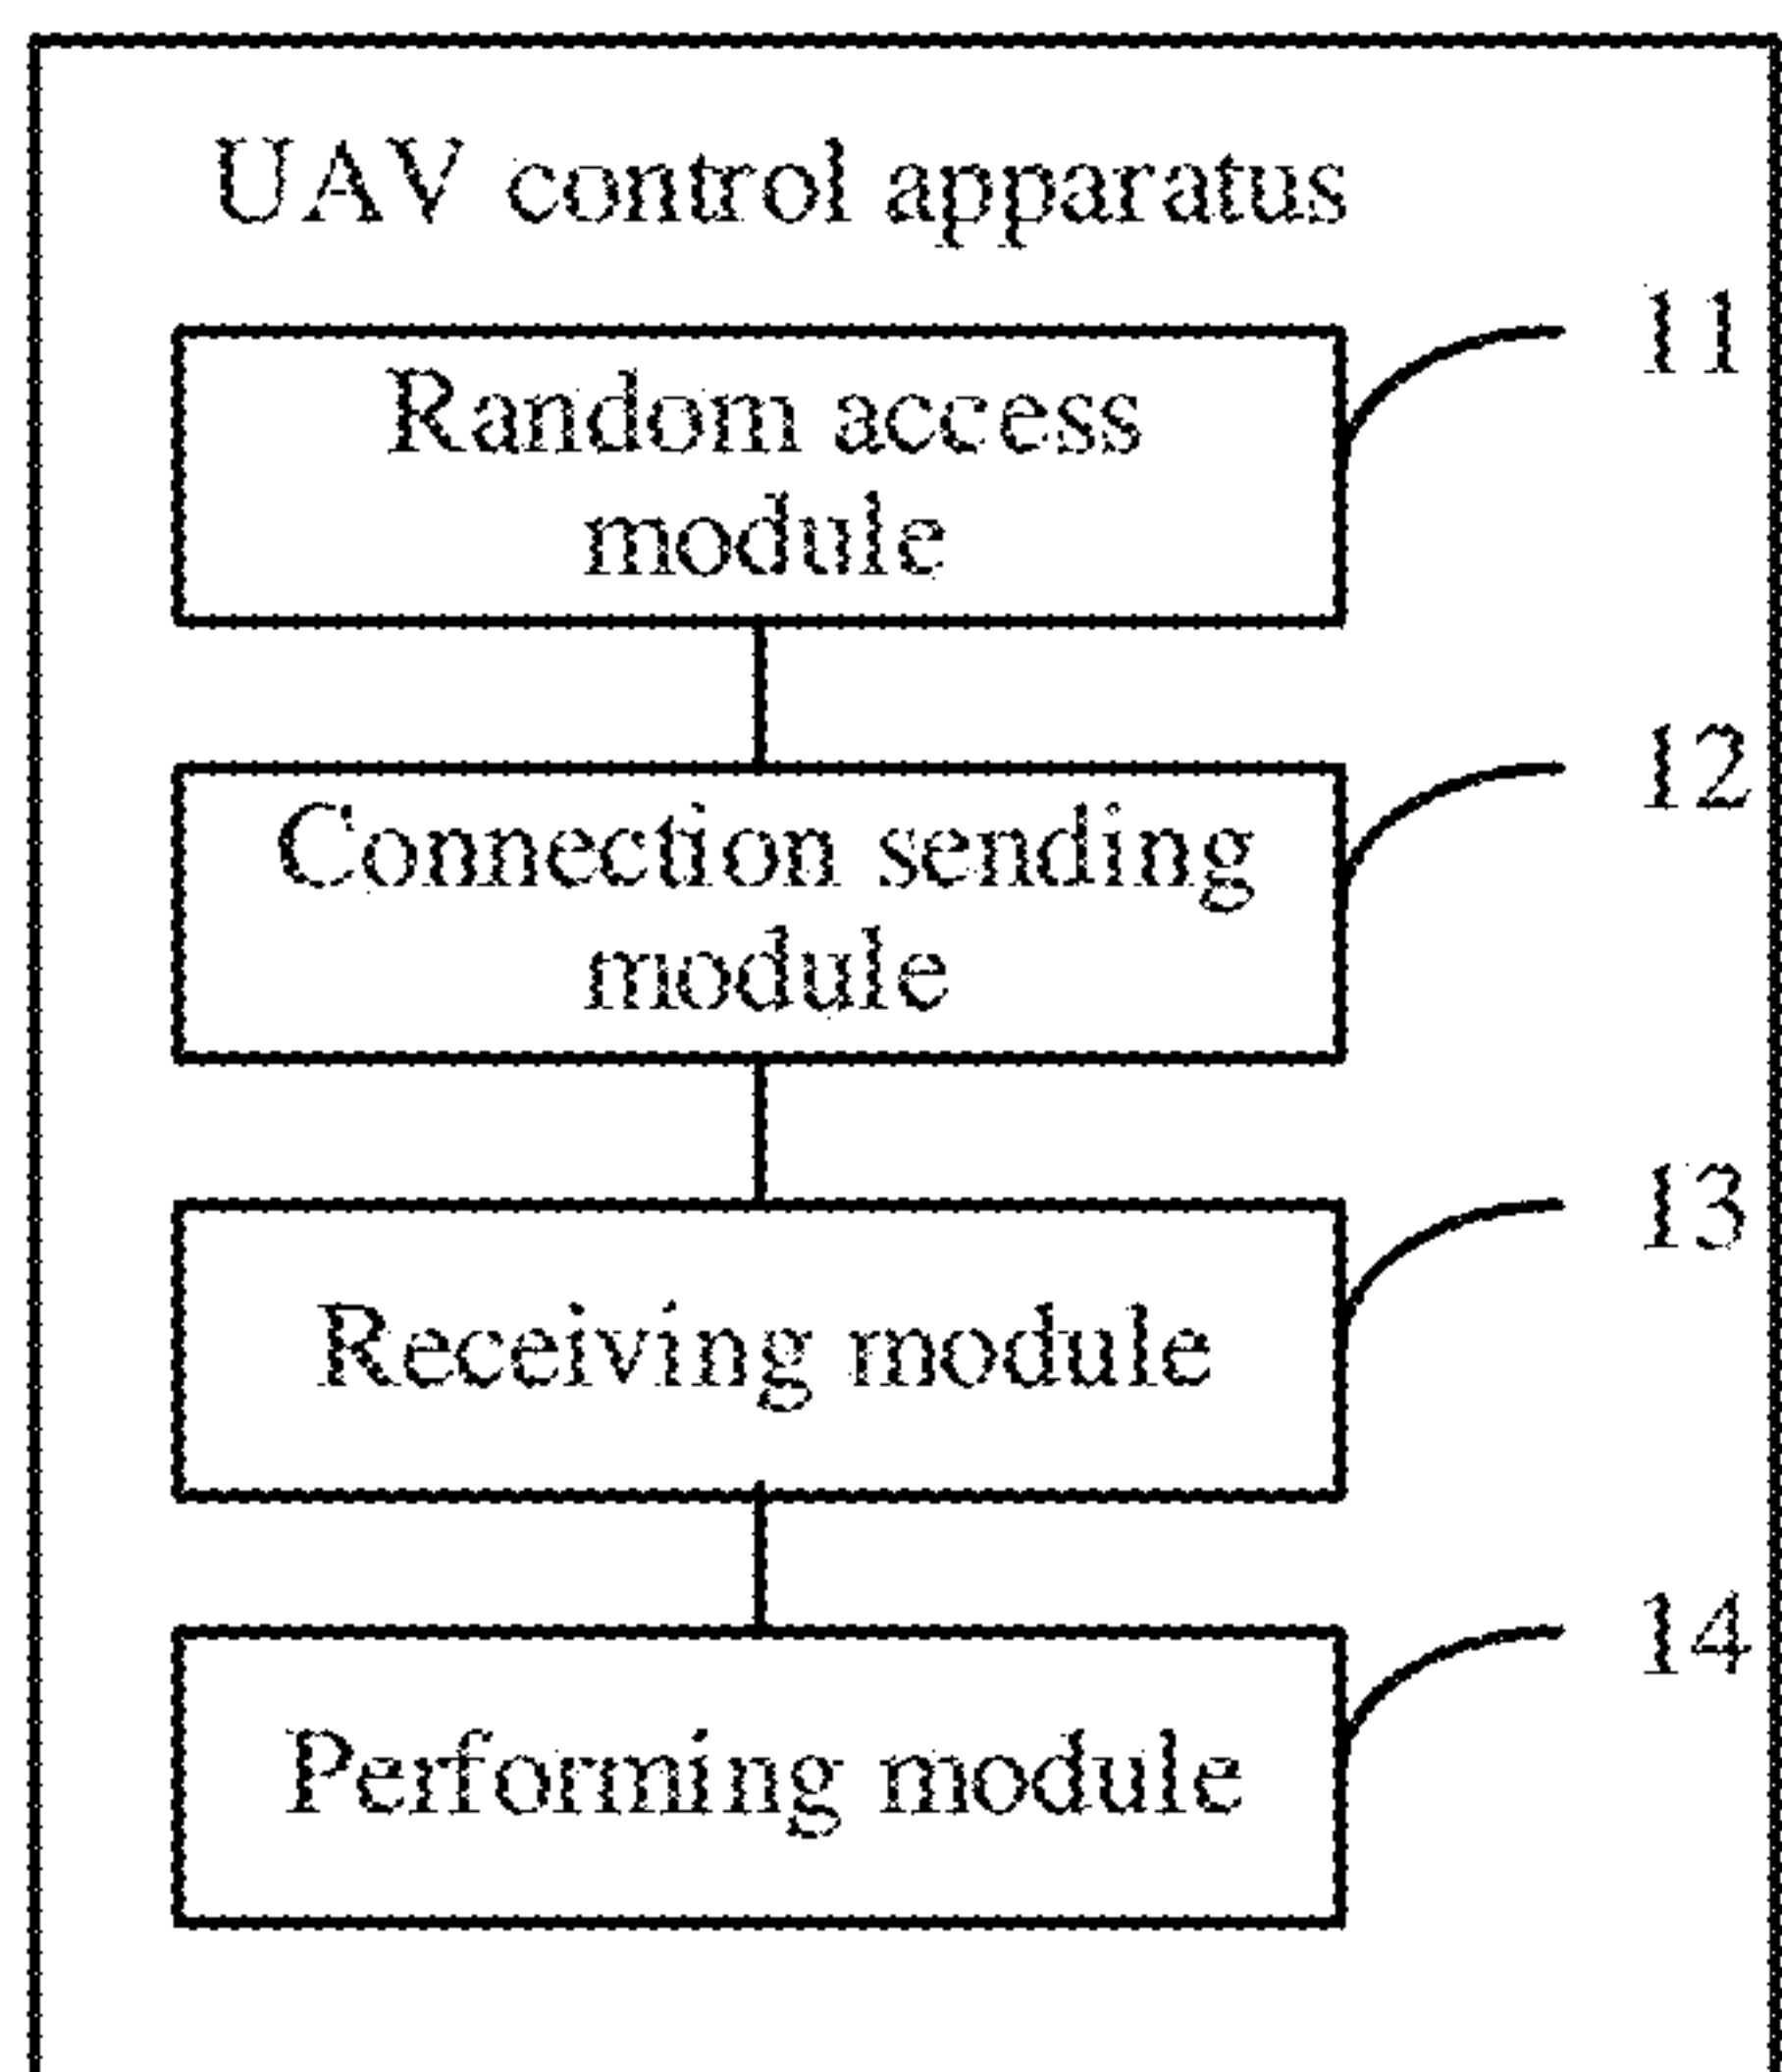 UAV control apparatus
11
Random access
module
12
Connection sending
module
13
Receiving module
14
Performing module